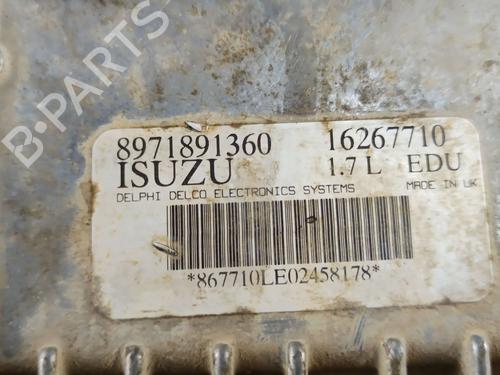 B-PARTS
8971891360 16267710
ISUZU 1.7 L EDU
DELPHI DELCO ELECTRONICS SYSTEMS MADE IN UK
*867710LE02458178*